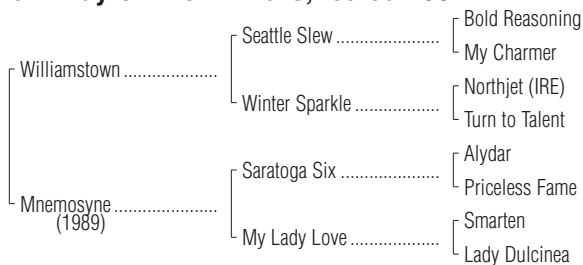 Bold Reasoning
Seattle Slew ....................
My Charmer
Williamstown ..................
Northjet (IRE)
Winter Sparkle .................
Turn to Talent
Alydar
Saratoga Six ...................
Priceless Fame
Mnemosyne ...................
(1989)
Smarten
My Lady Love ..................
Lady Dulcinea